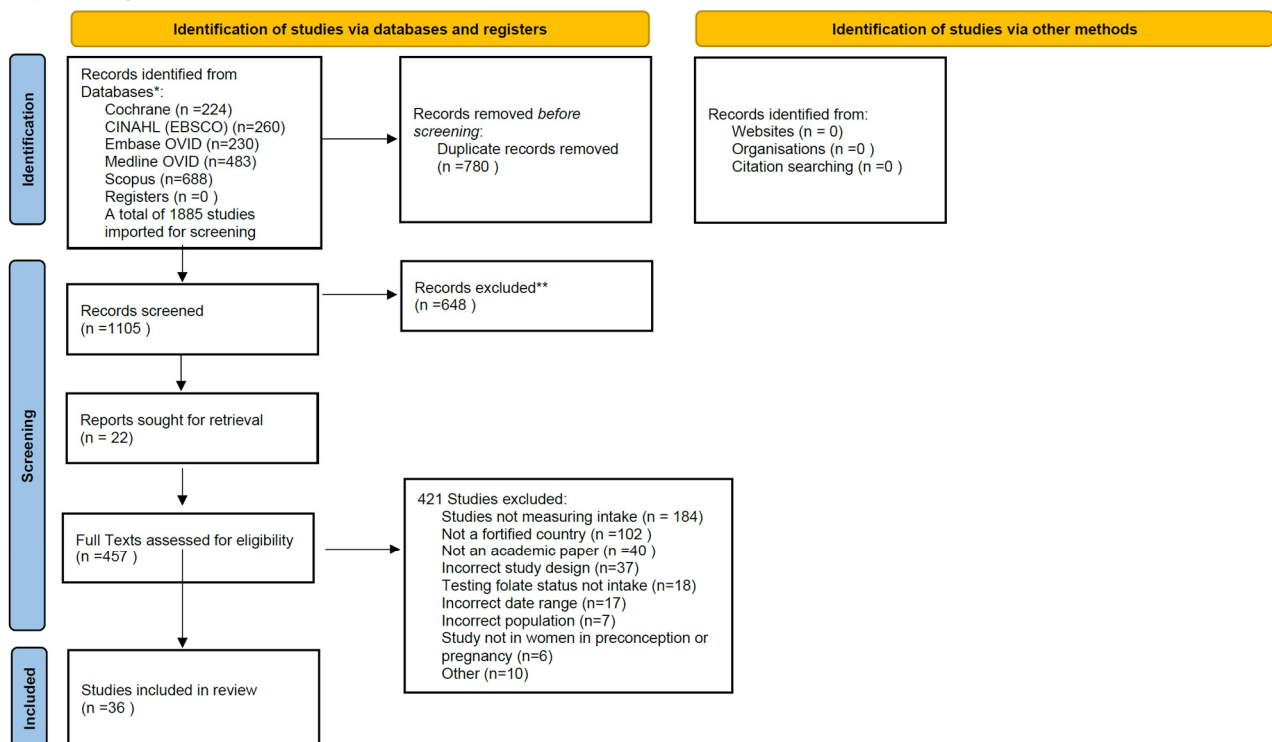 Identification of studies via databases and registers
Identification of studies via other methods
Identification
Records identified from
Databases*:
Cochrane (n =224)
CINAHL (EBSCO) (n=260)
Embase OVID (n=230)
Medline OVID (n=483)
Scopus (n=688)
Registers (n =0 )
A total of 1885 studies
imported for screening
Records removed before
screening:
Duplicate records removed
(n =780 )
Records identified from:
Websites (n = 0)
Organisations (n =0 )
Citation searching (n =0 )
Screening
Records screened
(n =1105 )
Records excluded**
(n =648 )
Reports sought for retrieval
(n = 22)
Full Texts assessed for eligibility
(n =457 )
421 Studies excluded:
Studies not measuring intake (n = 184)
Not a fortified country (n =102 )
Not an academic paper (n =40 )
Incorrect study design (n=37)
Testing folate status not intake (n=18)
Incorrect date range (n=17)
Incorrect population (n=7)
Study not in women in preconception or
pregnancy (n=6)
Other (n=10)
Included
Studies included in review
(n =36 )